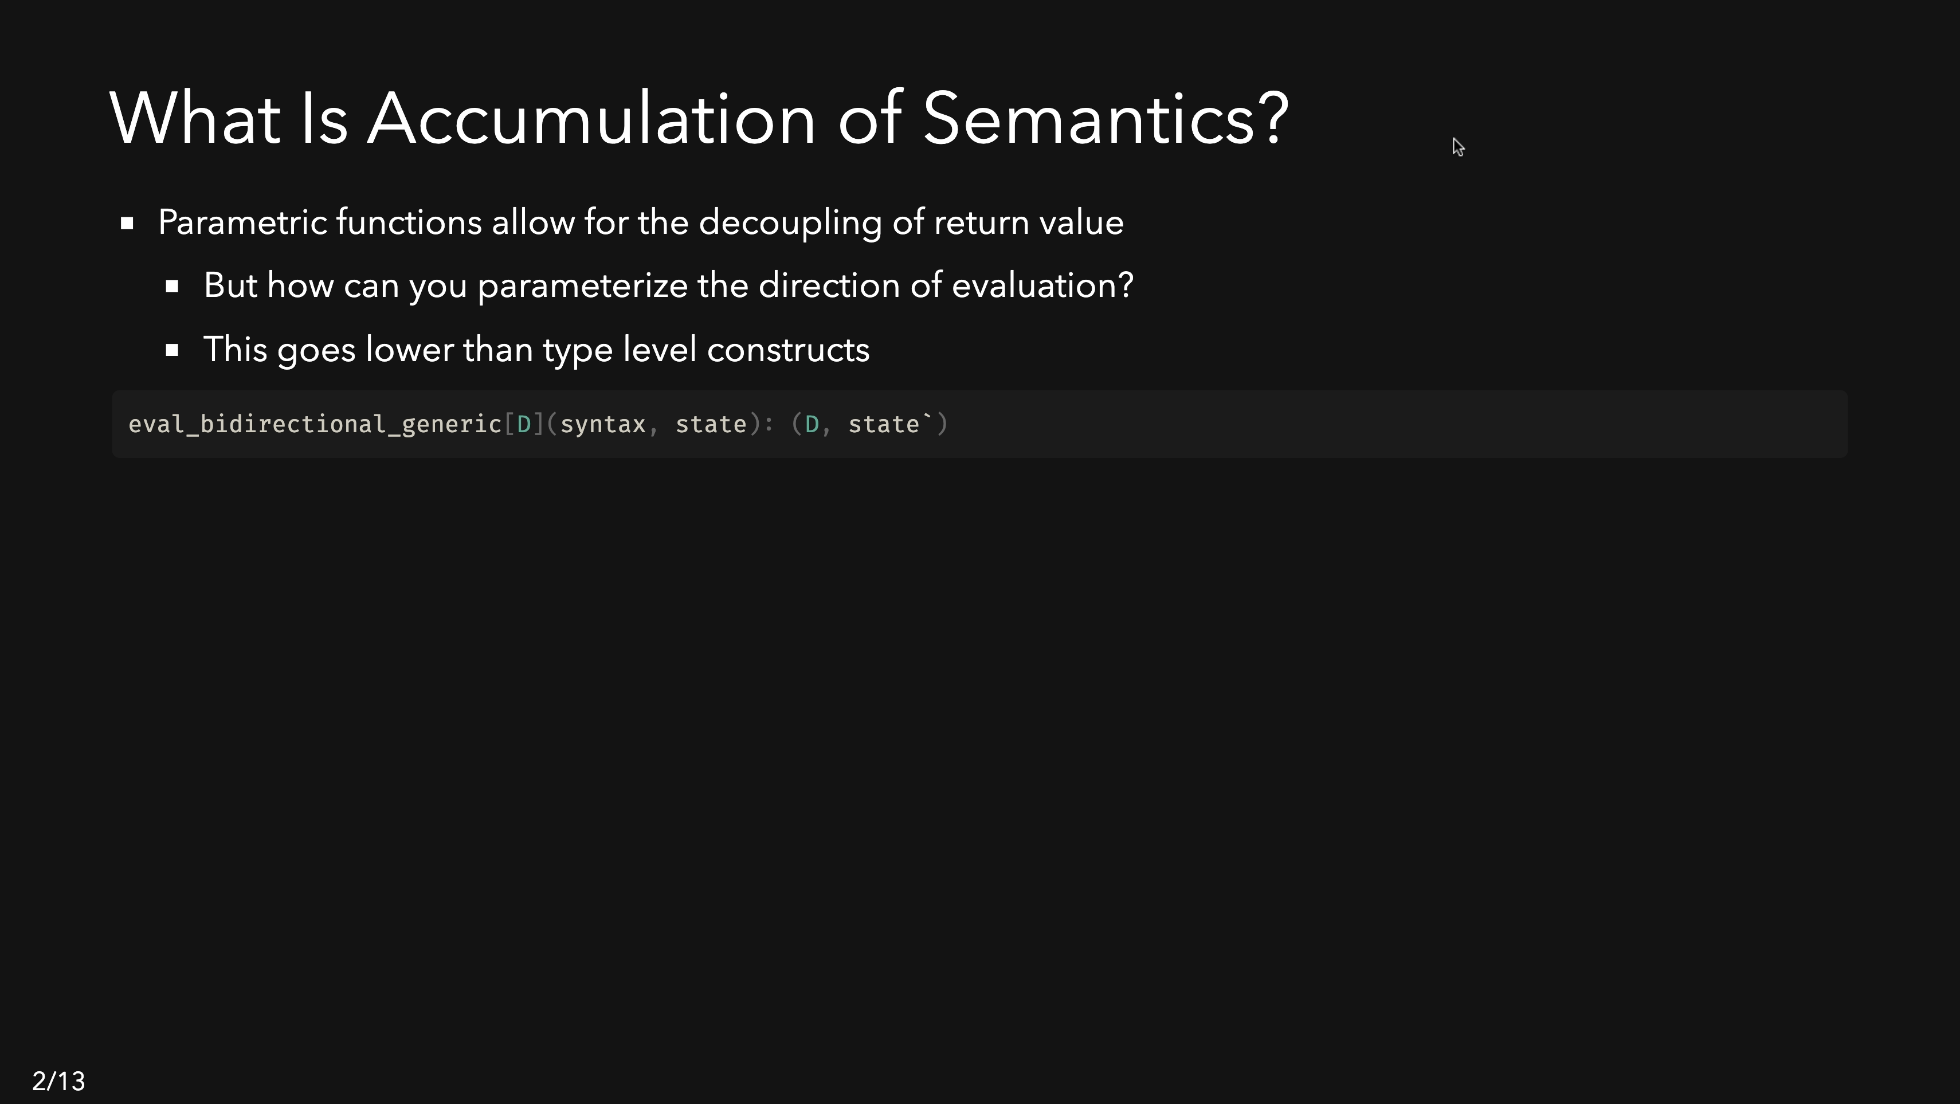 What Is Accumulation of Semantics?
▪ Parametric functions allow for the decoupling of return value
▪ But how can you parameterize the direction of evaluation?
▪ This goes lower than type level constructs
eval_bidirectional_generic[D](syntax, state): (D, state`)
2/13